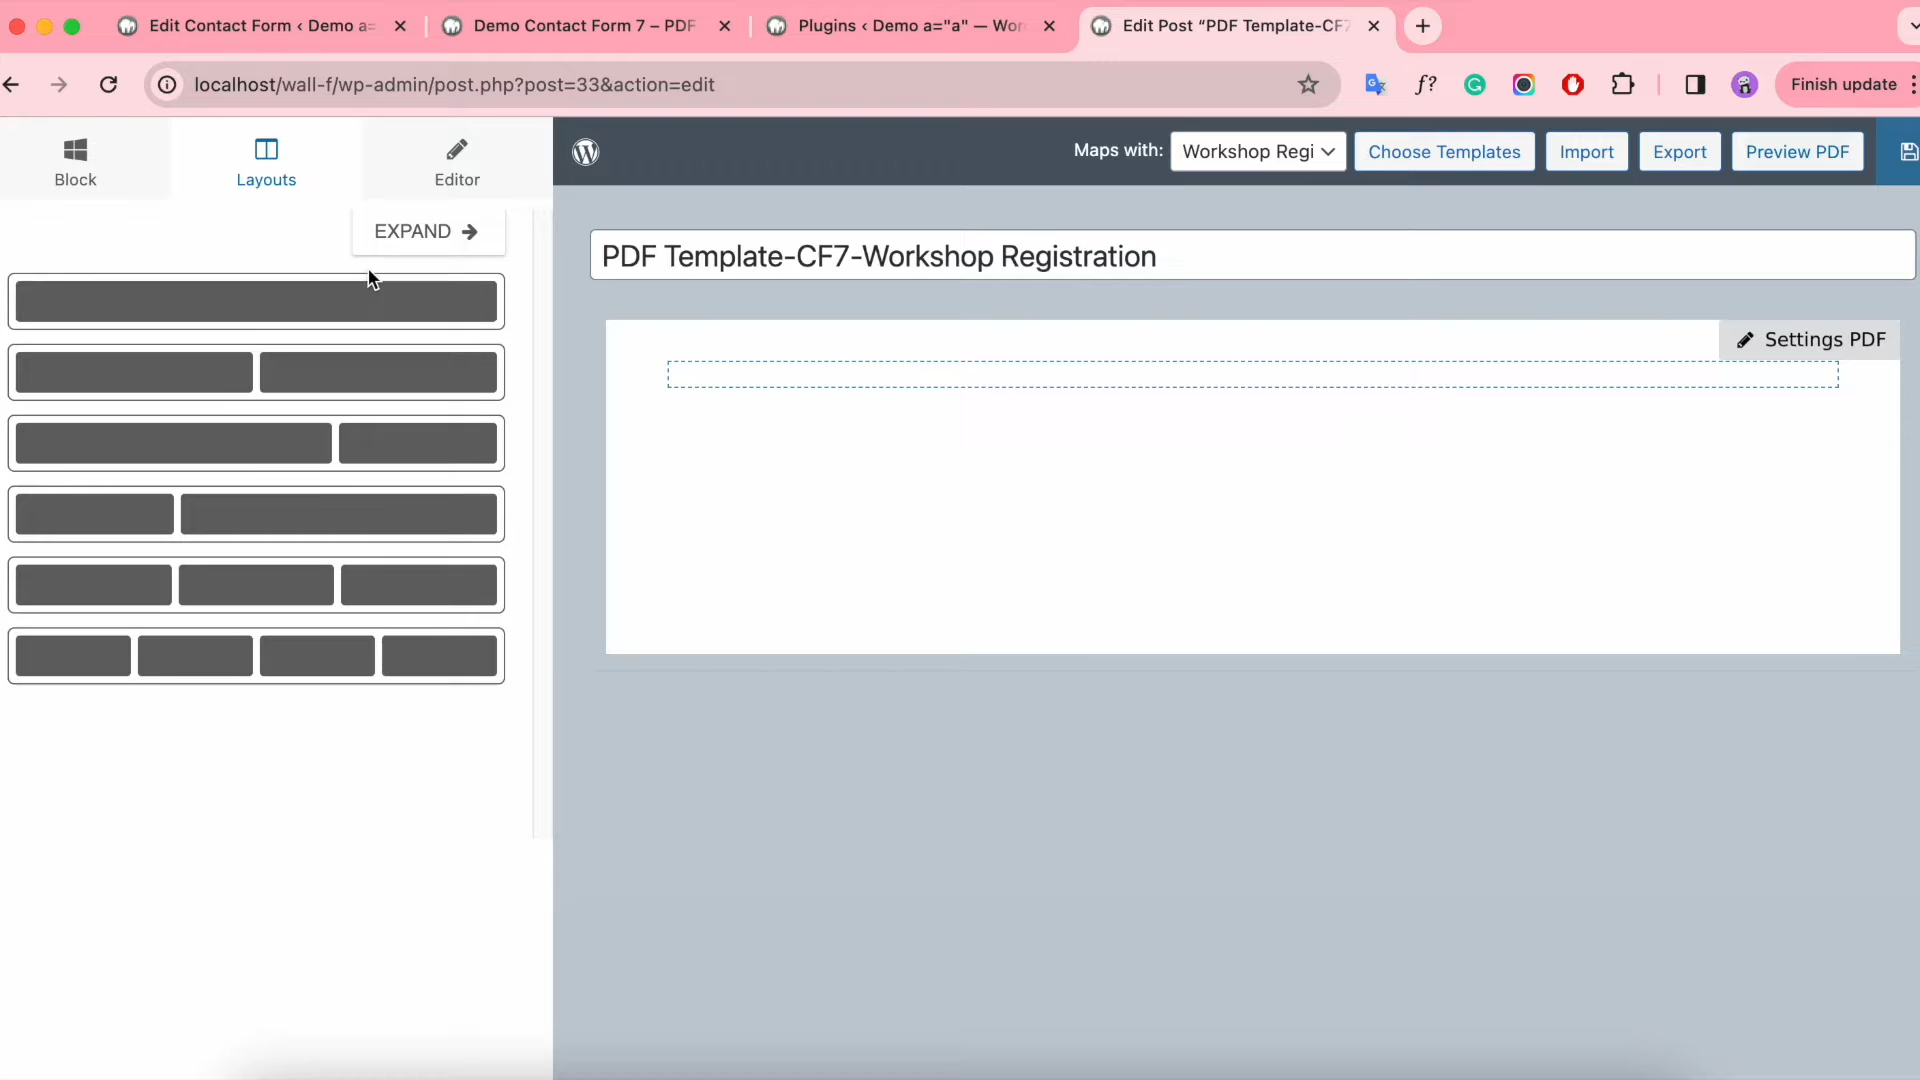 Edit Contact Form ‹ Demo a=
Demo Contact Form 7 – PDF
Plugins ‹ Demo a="a" — Wor
Edit Post “PDF Template-CF7
localhost/wall-f/wp-admin/post.php?post=33&action=edit
f?
Finish update
Block
Layouts
Editor
Maps with:
Workshop Regi
Choose Templates
Import
Export
Preview PDF
EXPAND
PDF Template-CF7-Workshop Registration
Settings PDF